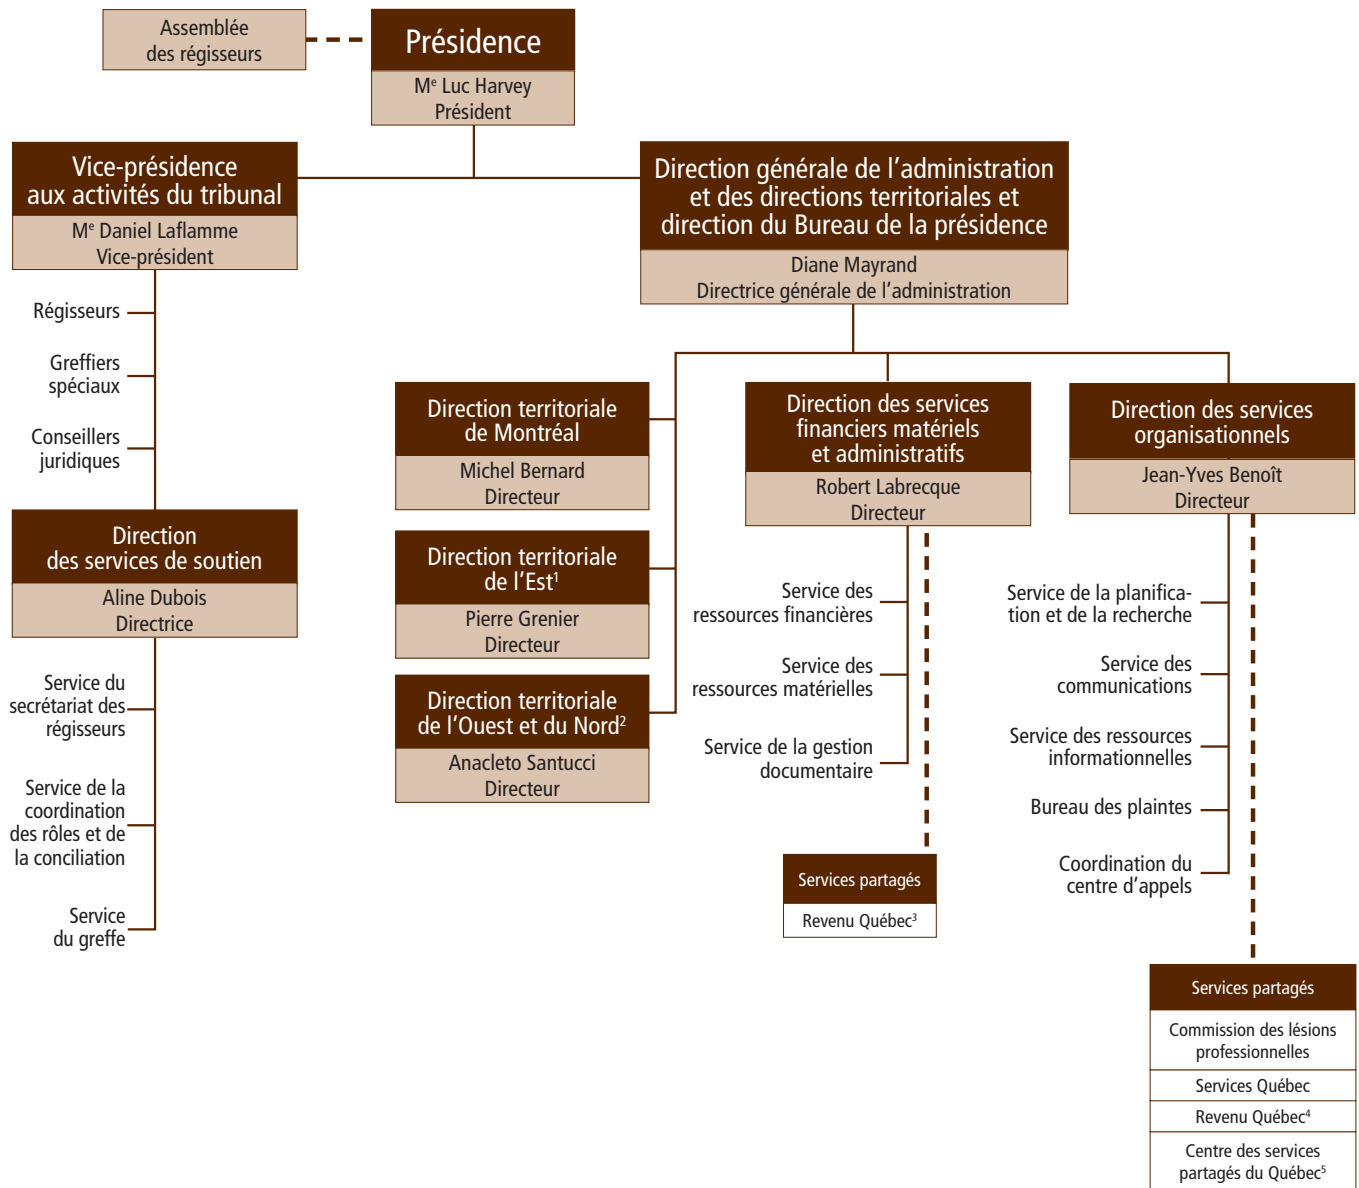 Assemblée
des régisseurs
Présidence
Mᵉ Luc Harvey
Président
Vice-présidence
aux activités du tribunal
Mᵉ Daniel Laflamme
Vice-président
Régisseurs
Greffiers
spéciaux
Conseillers
juridiques
Direction
des services de soutien
Aline Dubois
Directrice
Service du
secrétariat des
régisseurs
Service de la
coordination
des rôles et de
la conciliation
Service
du greffe
Direction générale de l’administration
et des directions territoriales et
direction du Bureau de la présidence
Diane Mayrand
Directrice générale de l’administration
Direction territoriale
de Montréal
Michel Bernard
Directeur
Direction territoriale
de l’Est¹
Pierre Grenier
Directeur
Direction territoriale
de l’Ouest et du Nord²
Anacleto Santucci
Directeur
Direction des services
financiers matériels
et administratifs
Robert Labrecque
Directeur
Service des
ressources financières
Service des
ressources matérielles
Service de la gestion
documentaire
Services partagés
Revenu Québec³
Direction des services
organisationnels
Jean-Yves Benoît
Directeur
Service de la planifica-
tion et de la recherche
Service des
communications
Service des ressources
informationnelles
Bureau des plaintes
Coordination du
centre d’appels
Services partagés
Commission des lésions
professionnelles
Services Québec
Revenu Québec⁴
Centre des services
partagés du Québec⁵